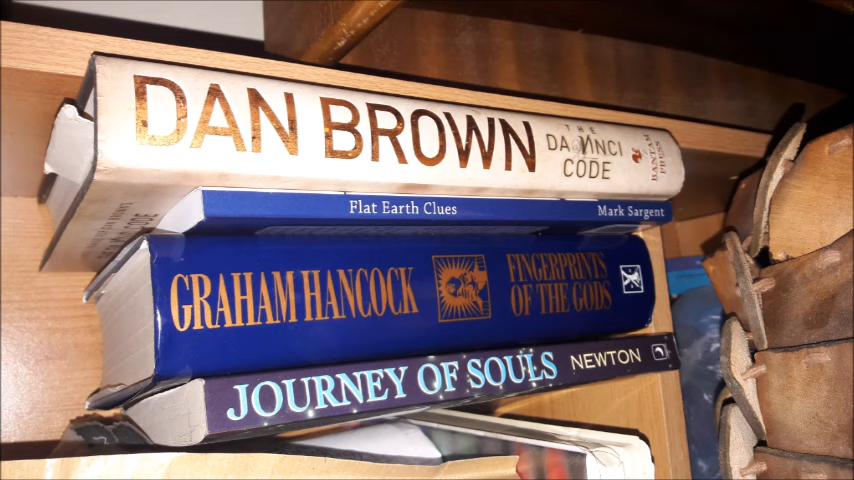 DAN BROWN
THE
DA VINCI
CODE
BANTAM
PRESS
Flat Earth Clues
Mark Sargent
GRAHAM HANCOCK
FINGERPRINTS
OF THE GODS
JOURNEY OF SOULS
NEWTON